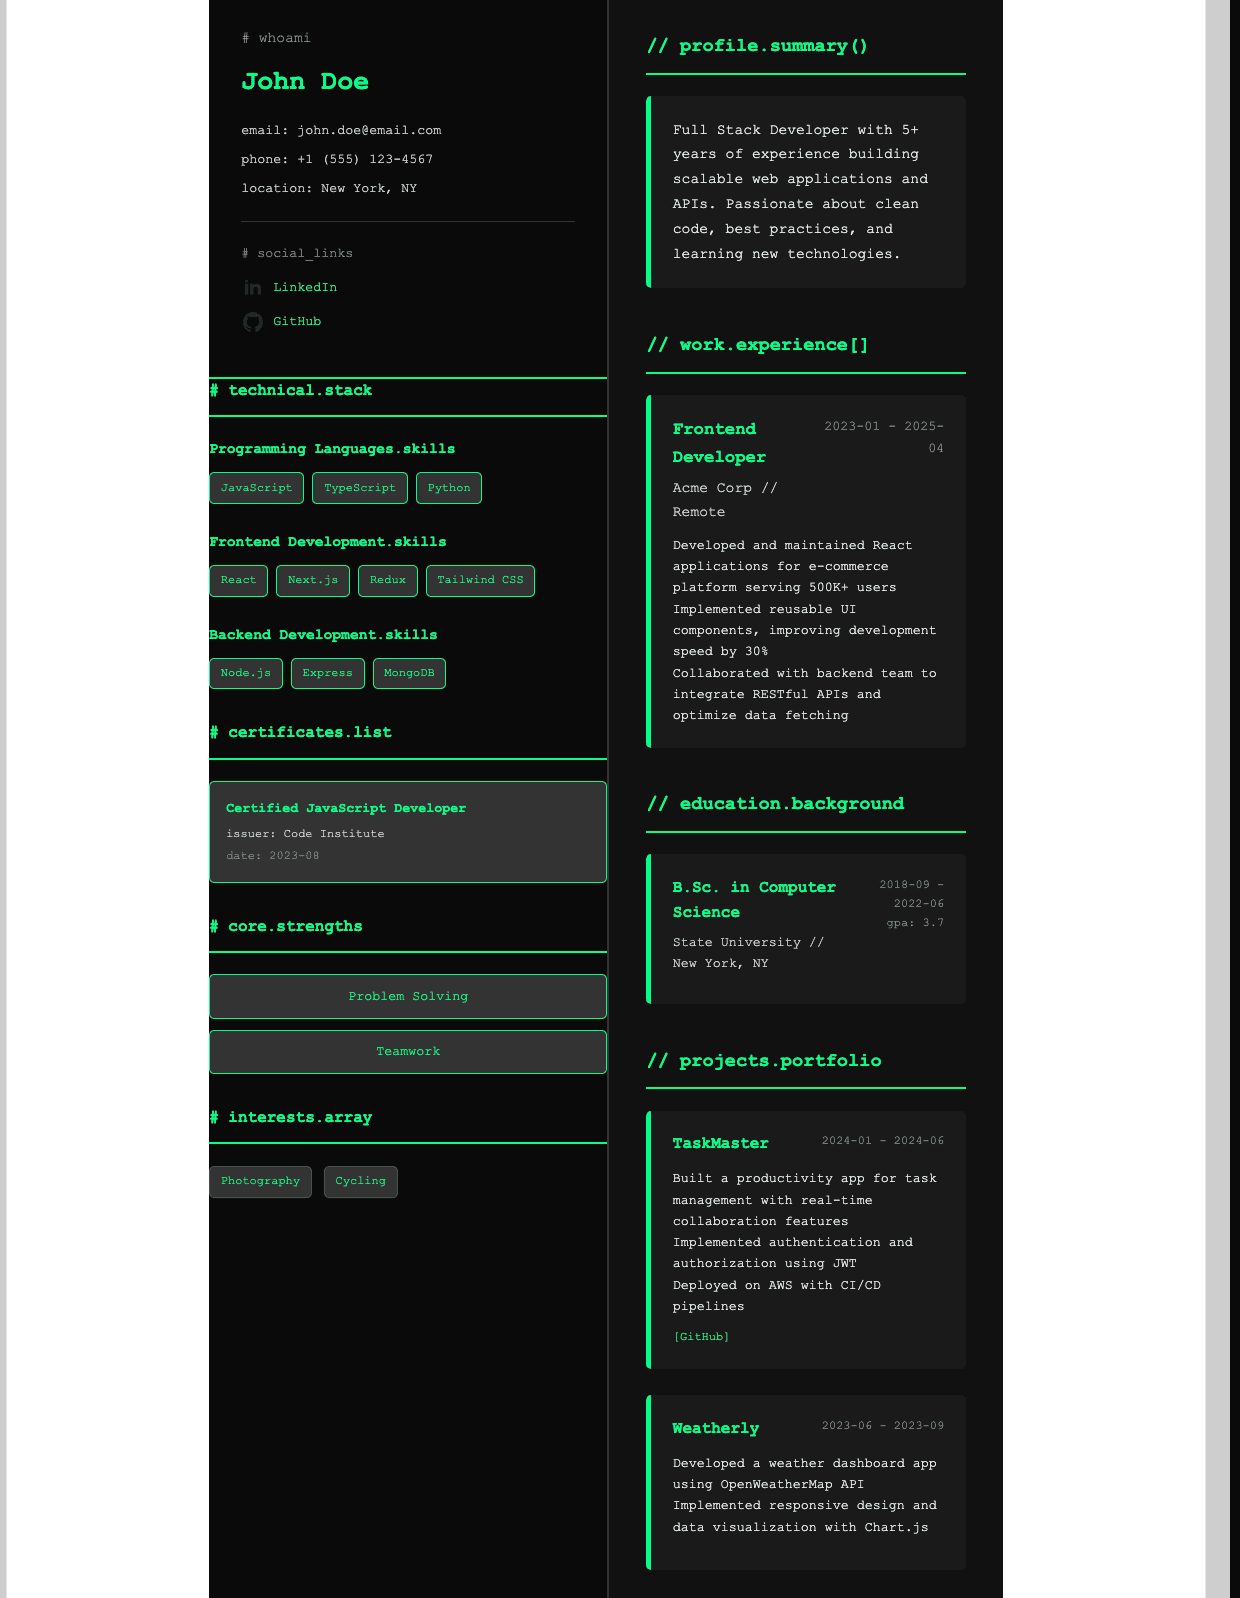 # whoami
John Doe
email: john.doe@email.com
phone: +1 (555) 123-4567
location: New York, NY
# social_links
LinkedIn
GitHub
# technical.stack
Programming Languages.skills
JavaScript TypeScript Python
Frontend Development.skills
React Next.js Redux Tailwind CSS
Backend Development.skills
Node.js Express MongoDB
# certificates.list
Certified JavaScript Developer
issuer: Code Institute
date: 2023-08
# core.strengths
Problem Solving
Teamwork
# interests.array
Photography Cycling
// profile.summary()
Full Stack Developer with 5+
years of experience building
scalable web applications and
APIs. Passionate about clean
code, best practices, and
learning new technologies.
// work.experience[]
Frontend 2023-01 - 2025-
Developer 04
Acme Corp //
Remote
Developed and maintained React
applications for e-commerce
platform serving 500K+ users
Implemented reusable UI
components, improving development
speed by 30%
Collaborated with backend team to
integrate RESTful APIs and
optimize data fetching
// education.background
B.Sc. in Computer 2018-09 -
Science 2022-06
gpa: 3.7
State University //
New York, NY
// projects.portfolio
TaskMaster 2024-01 - 2024-06
Built a productivity app for task
management with real-time
collaboration features
Implemented authentication and
authorization using JWT
Deployed on AWS with CI/CD
pipelines
[GitHub]
Weatherly 2023-06 - 2023-09
Developed a weather dashboard app
using OpenWeatherMap API
Implemented responsive design and
data visualization with Chart.js